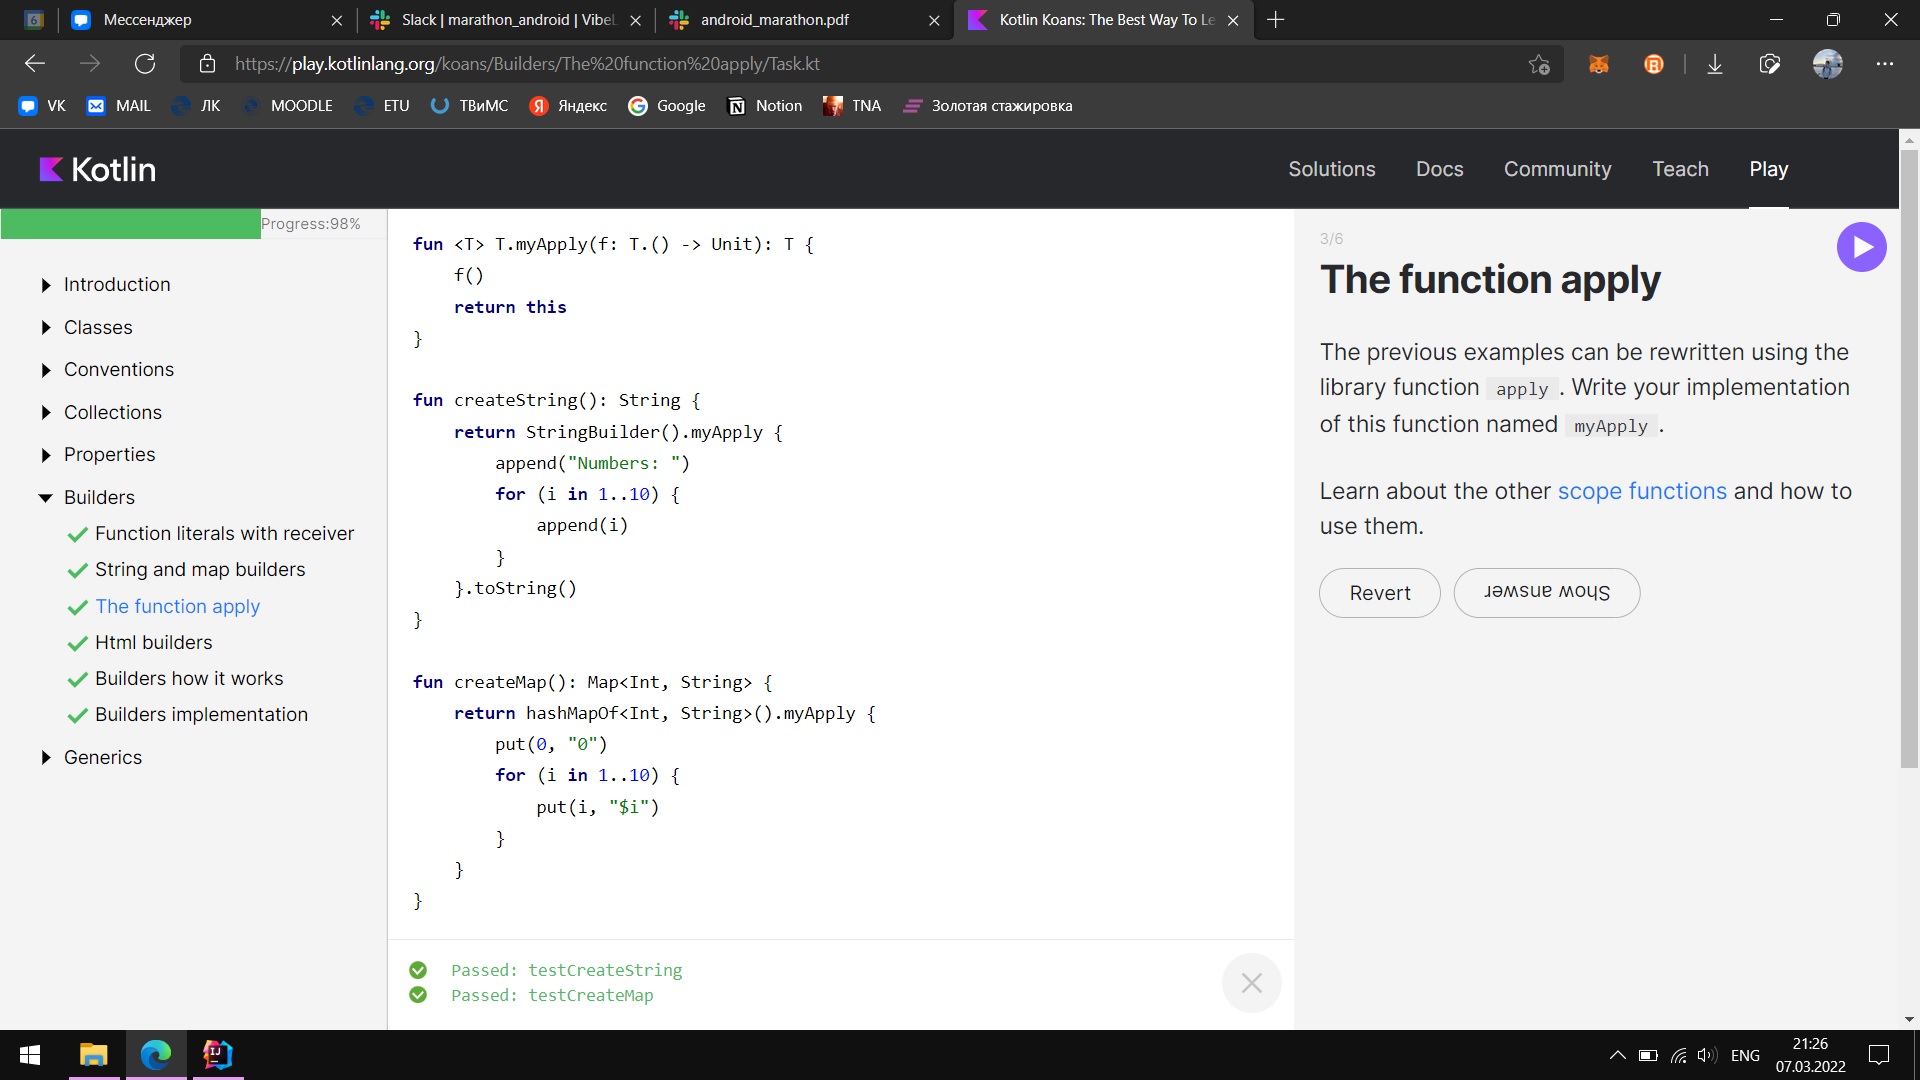 6
Мессенджер
Slack | marathon_android | VibeL
android_marathon.pdf
Kotlin Koans: The Best Way To Le
https://play.kotlinlang.org/koans/Builders/The%20function%20apply/Task.kt
VK
MAIL
ЛК
MOODLE
ETU
ТВиМС
Яндекс
Google
Notion
TNA
Золотая стажировка
Kotlin
Solutions
Docs
Community
Teach
Play
Progress:98%
Introduction
Classes
Conventions
Collections
Properties
Builders
Function literals with receiver
String and map builders
The function apply
Html builders
Builders how it works
Builders implementation
Generics
fun <T> T.myApply(f: T.() -> Unit): T {
    f()
    return this
}
fun createString(): String {
    return StringBuilder().myApply {
        append("Numbers: ")
        for (i in 1..10) {
            append(i)
        }
    }.toString()
}
fun createMap(): Map<Int, String> {
    return hashMapOf<Int, String>().myApply {
        put(0, "0")
        for (i in 1..10) {
            put(i, "$i")
        }
    }
}
Passed: testCreateString
Passed: testCreateMap
3/6
The function apply
The previous examples can be rewritten using the
library function apply . Write your implementation
of this function named myApply .
Learn about the other scope functions and how to
use them.
Revert
Show answer
IJ
ENG
21:26
07.03.2022